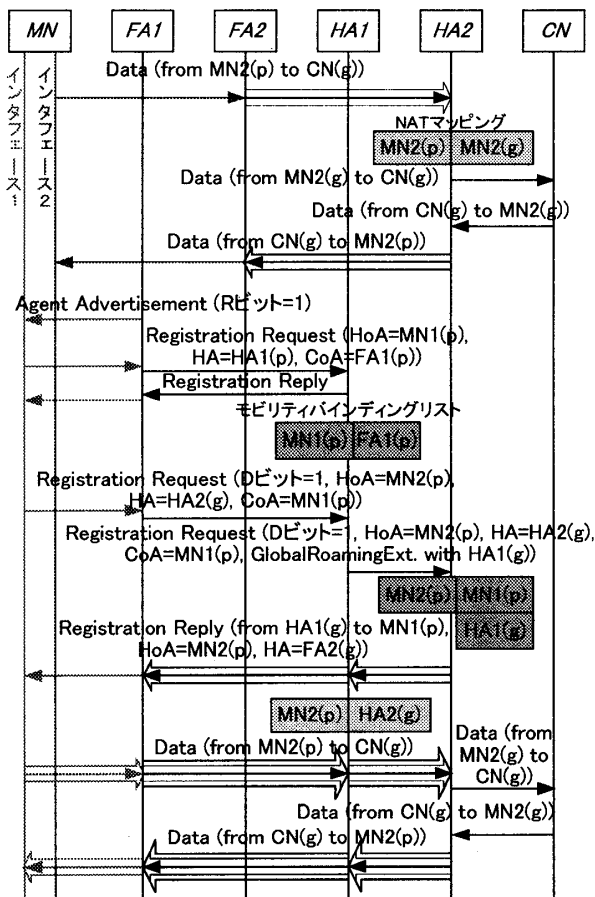 MN FA1 FA2 HA1 HA2 CN
インタフェース1
インタフェース2
Data (from MN2(p) to CN(g))
NATマッピング
MN2(p) MN2(g)
Data (from MN2(g) to CN(g))
Data (from CN(g) to MN2(g))
Data (from CN(g) to MN2(p))
Agent Advertisement (Rビット=1)
Registration Request (HoA=MN1(p),
HA=HA1(p), CoA=FA1(p))
Registration Reply
モビリティバインディングリスト
MN1(p) FA1(p)
Registration Request (Dビット=1, HoA=MN2(p),
HA=HA2(g), CoA=MN1(p))
Registration Request (Dビット=1, HoA=MN2(p), HA=HA2(g),
CoA=MN1(p), GlobalRoamingExt. with HA1(g))
MN2(p) MN1(p)
HA1(g)
Registration Reply (from HA1(g) to MN1(p),
HoA=MN2(p), HA=FA2(g))
MN2(p) HA2(g)
Data (from MN2(p) to CN(g))
Data (from
MN2(g) to
CN(g))
Data (from CN(g) to MN2(g))
Data (from CN(g) to MN2(p))